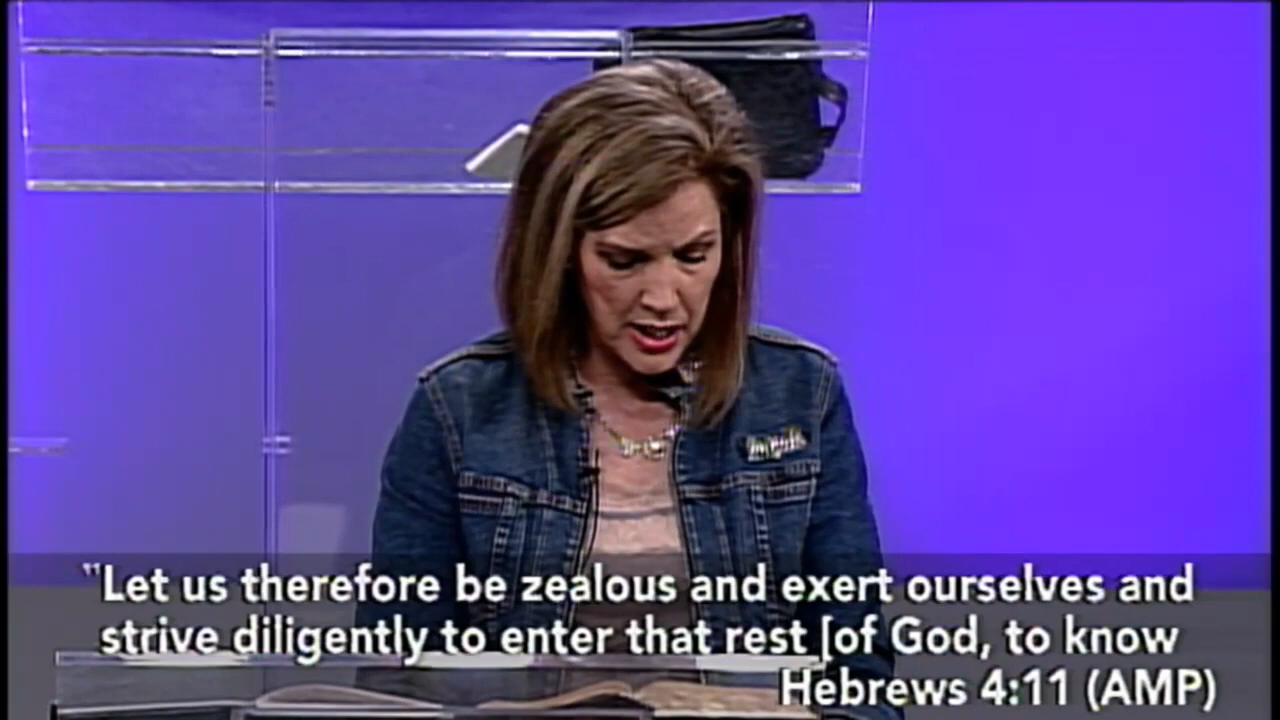 "Let us therefore be zealous and exert ourselves and
strive diligently to enter that rest [of God, to know
Hebrews 4:11 (AMP)